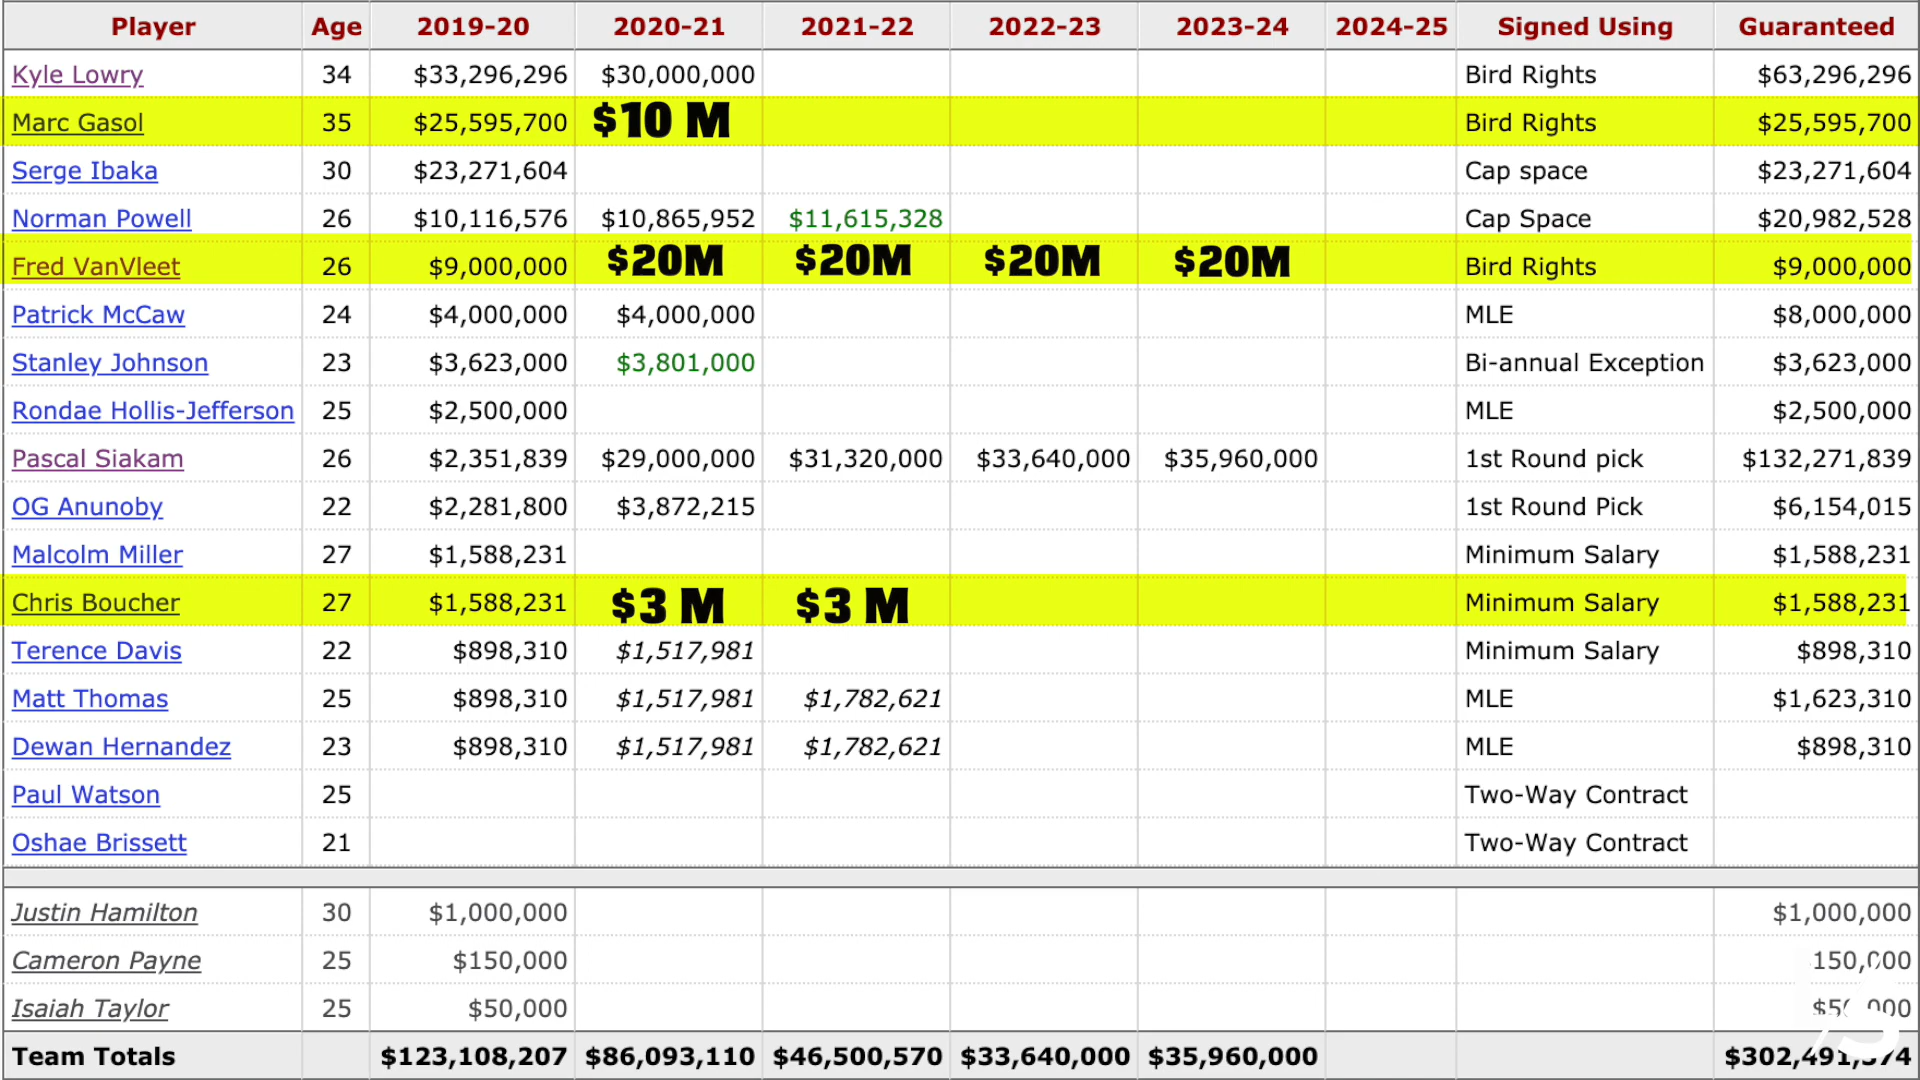 Player Age 2019-20 2020-21 2021-22 2022-23 2023-24 2024-25 Signed Using Guaranteed
Kyle Lowry 34 $33,296,296 $30,000,000 Bird Rights $63,296,296
Marc Gasol 35 $25,595,700 $10 M Bird Rights $25,595,700
Serge Ibaka 30 $23,271,604 Cap space $23,271,604
Norman Powell 26 $10,116,576 $10,865,952 $11,615,328 Cap Space $20,982,528
Fred VanVleet 26 $9,000,000 $20M $20M $20M $20M Bird Rights $9,000,000
Patrick McCaw 24 $4,000,000 $4,000,000 MLE $8,000,000
Stanley Johnson 23 $3,623,000 $3,801,000 Bi-annual Exception $3,623,000
Rondae Hollis-Jefferson 25 $2,500,000 MLE $2,500,000
Pascal Siakam 26 $2,351,839 $29,000,000 $31,320,000 $33,640,000 $35,960,000 1st Round pick $132,271,839
OG Anunoby 22 $2,281,800 $3,872,215 1st Round Pick $6,154,015
Malcolm Miller 27 $1,588,231 Minimum Salary $1,588,231
Chris Boucher 27 $1,588,231 $3 M $3 M Minimum Salary $1,588,231
Terence Davis 22 $898,310 $1,517,981 Minimum Salary $898,310
Matt Thomas 25 $898,310 $1,517,981 $1,782,621 MLE $1,623,310
Dewan Hernandez 23 $898,310 $1,517,981 $1,782,621 MLE $898,310
Paul Watson 25 Two-Way Contract
Oshae Brissett 21 Two-Way Contract
Justin Hamilton 30 $1,000,000 $1,000,000
Cameron Payne 25 $150,000 150,000
Isaiah Taylor 25 $50,000
Team Totals $123,108,207 $86,093,110 $46,500,570 $33,640,000 $35,960,000